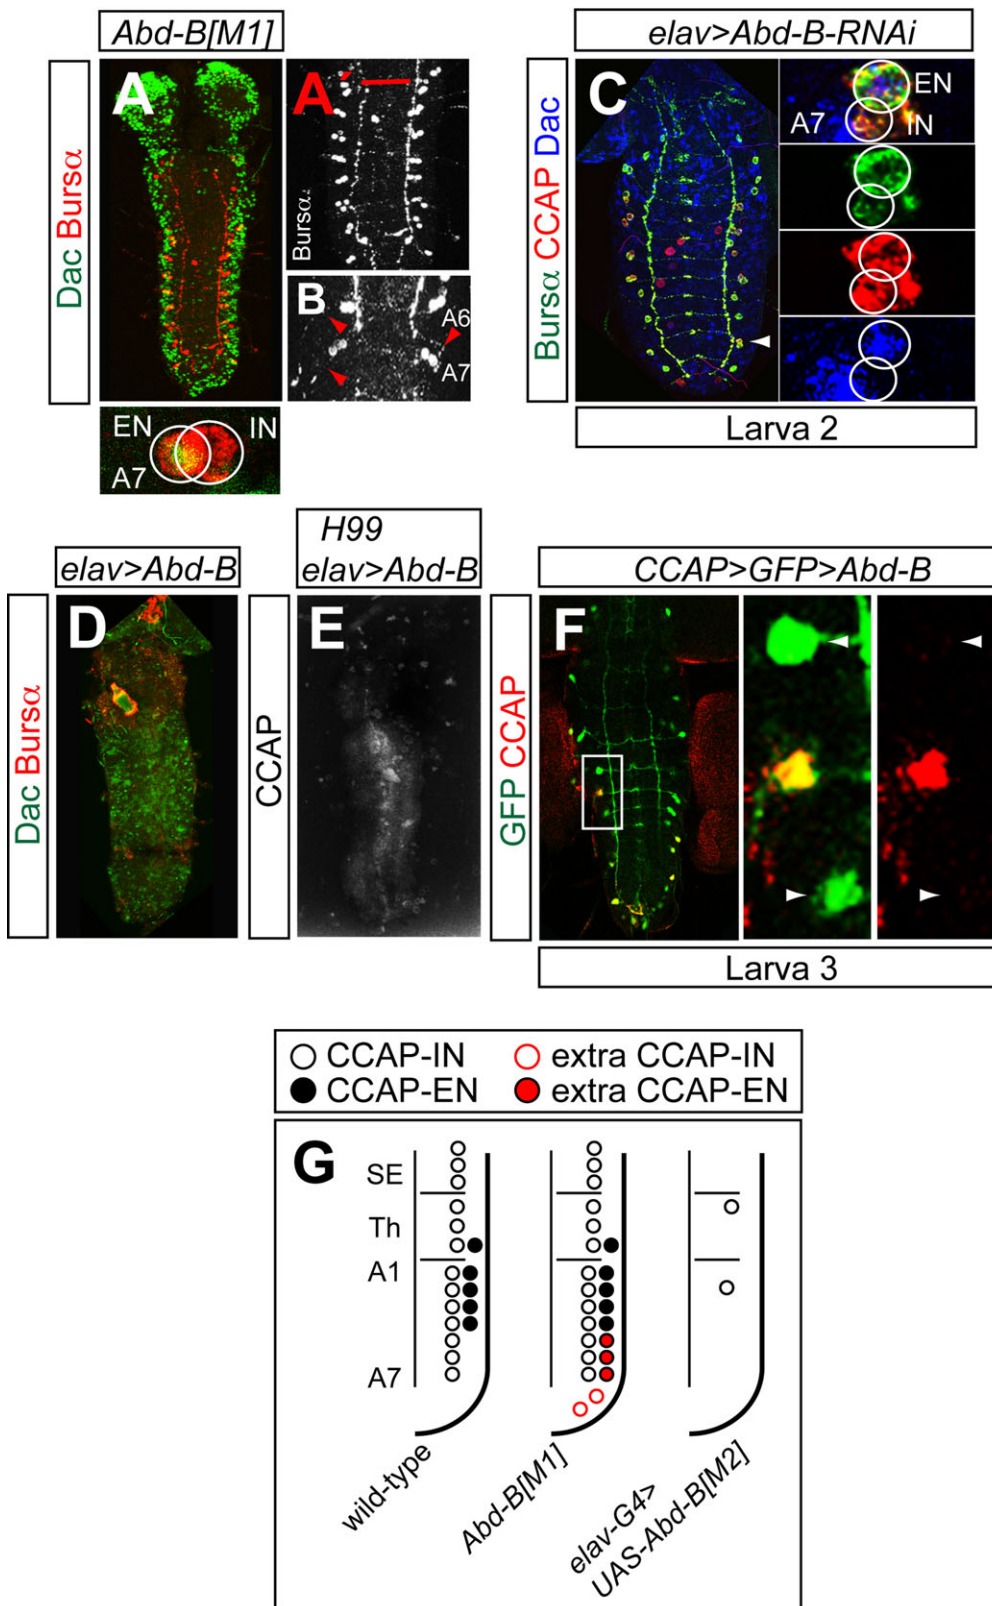 Abd-B[M1]
elav>Abd-B-RNAi
Dac Bursα
A
A'
Bursα
B
A6
A7
EN
IN
A7
Bursα CCAP Dac
C
EN
A7
IN
Larva 2
elav>Abd-B
H99
elav>Abd-B
CCAP>GFP>Abd-B
Dac Bursα
D
CCAP
E
GFP CCAP
F
Larva 3
CCAP-IN
extra CCAP-IN
CCAP-EN
extra CCAP-EN
G
SE
Th
A1
A7
wild-type
Abd-B[M1]
elav-G4>
UAS-Abd-B[M2]